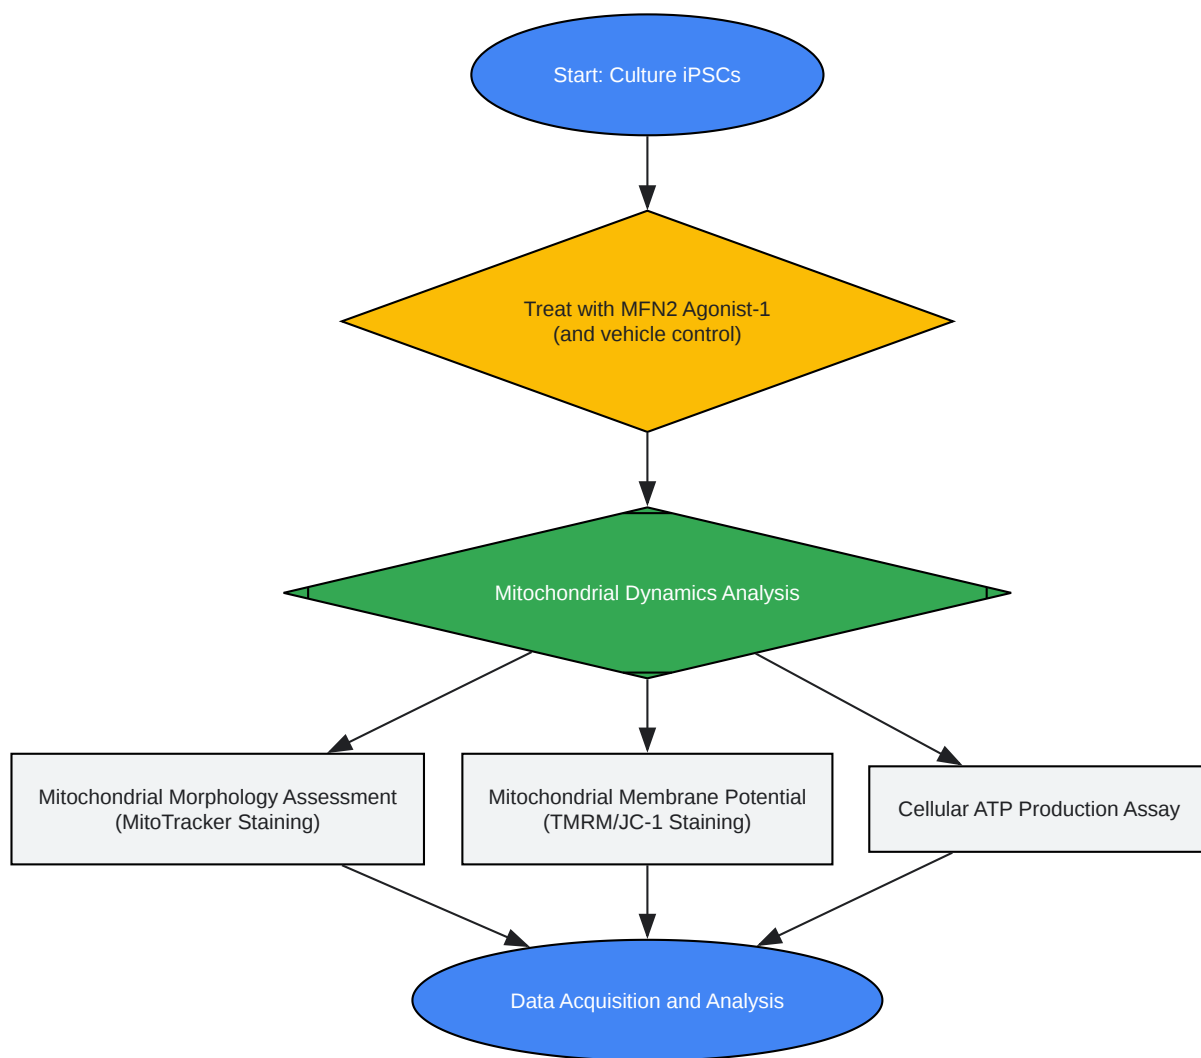 Start: Culture iPSCs
Treat with MFN2 Agonist-1
(and vehicle control)
Mitochondrial Dynamics Analysis
Mitochondrial Morphology Assessment
(MitoTracker Staining)
Mitochondrial Membrane Potential
(TMRM/JC-1 Staining)
Cellular ATP Production Assay
Data Acquisition and Analysis